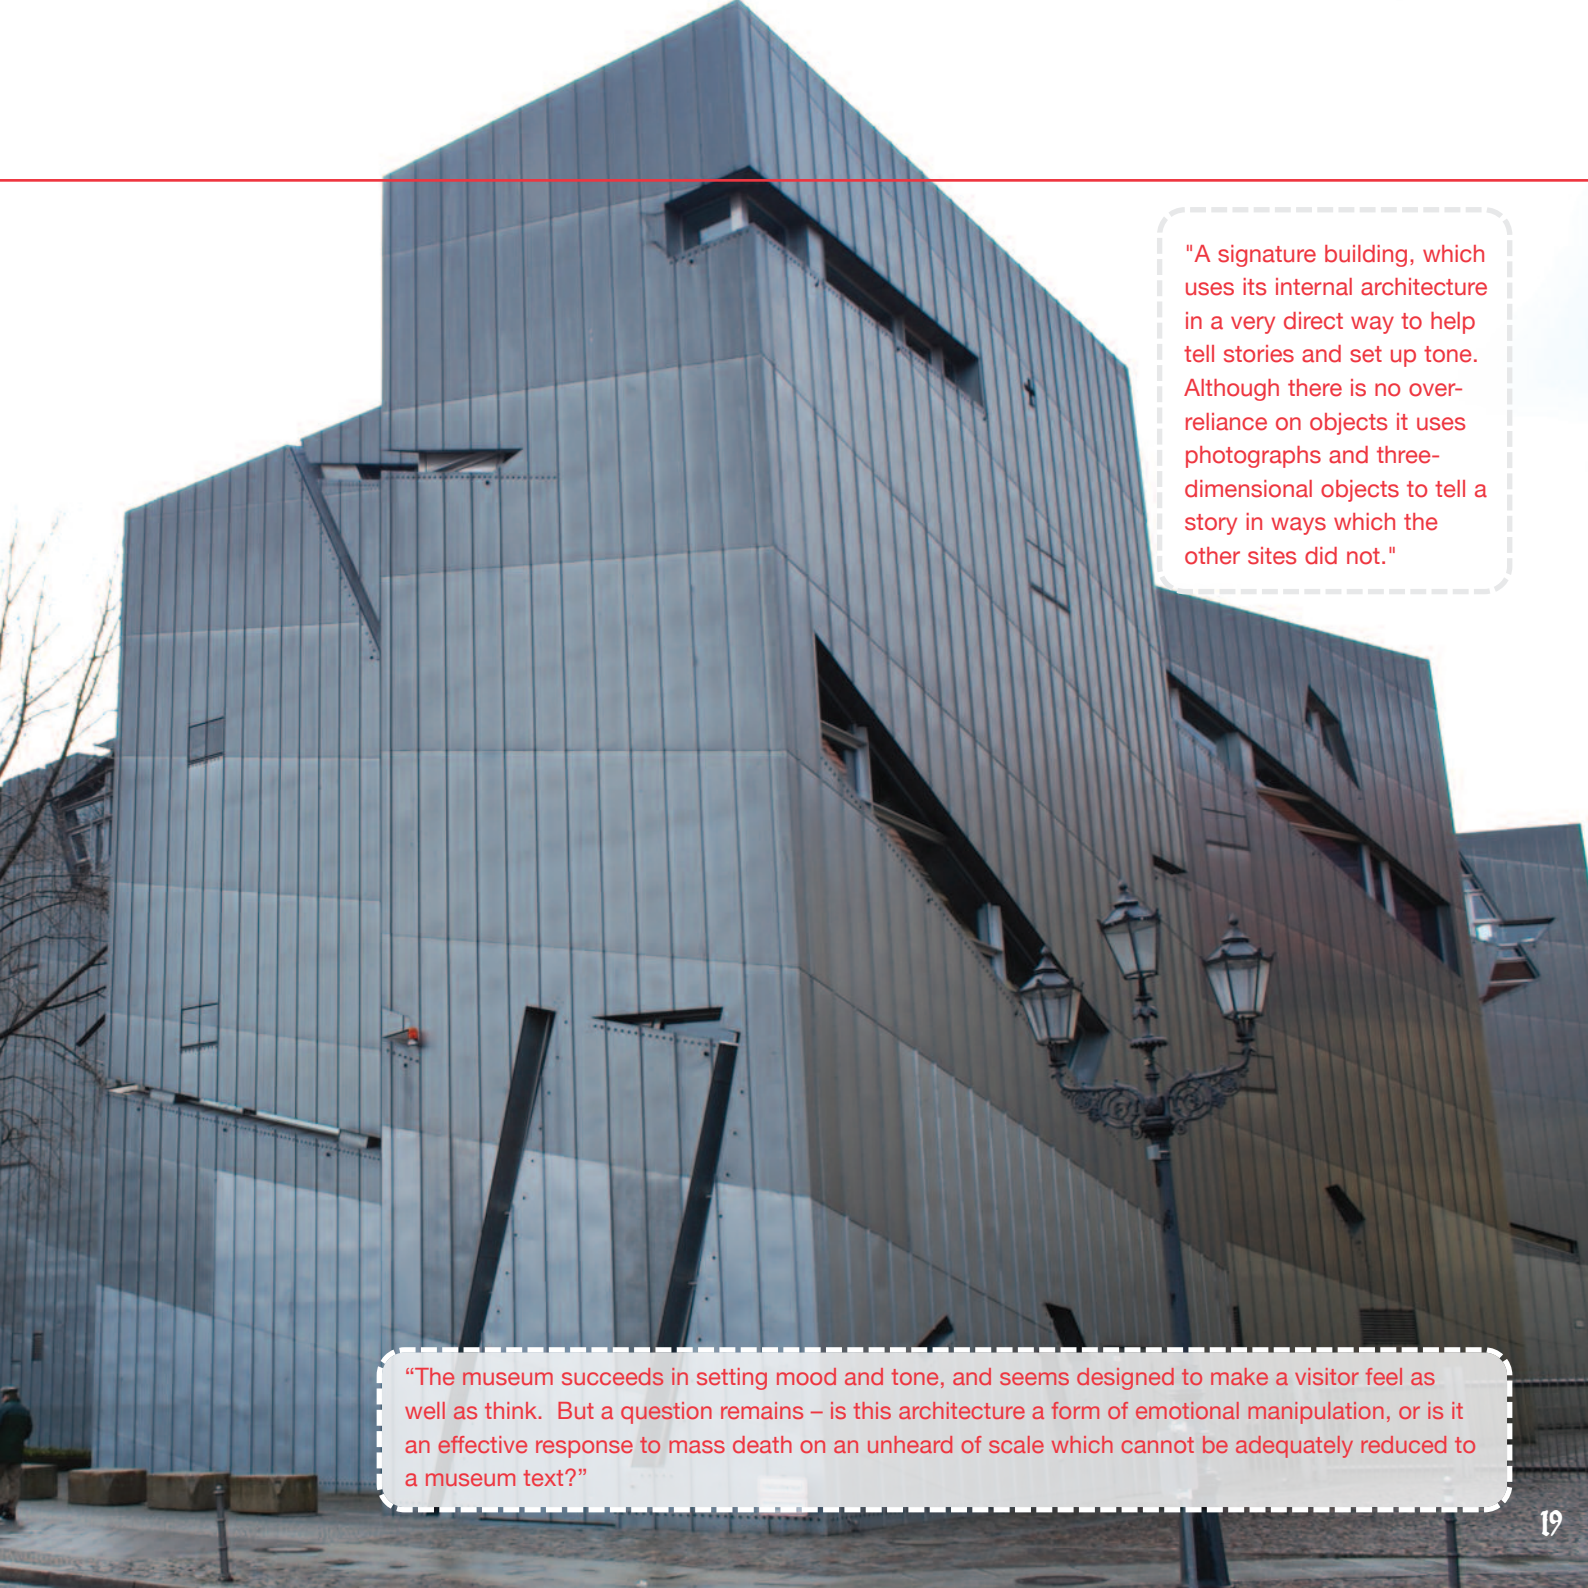 "A signature building, which
uses its internal architecture
in a very direct way to help
tell stories and set up tone.
Although there is no over-
reliance on objects it uses
photographs and three-
dimensional objects to tell a
story in ways which the
other sites did not."
“The museum succeeds in setting mood and tone, and seems designed to make a visitor feel as
well as think.  But a question remains – is this architecture a form of emotional manipulation, or is it
an effective response to mass death on an unheard of scale which cannot be adequately reduced to
a museum text?”
19